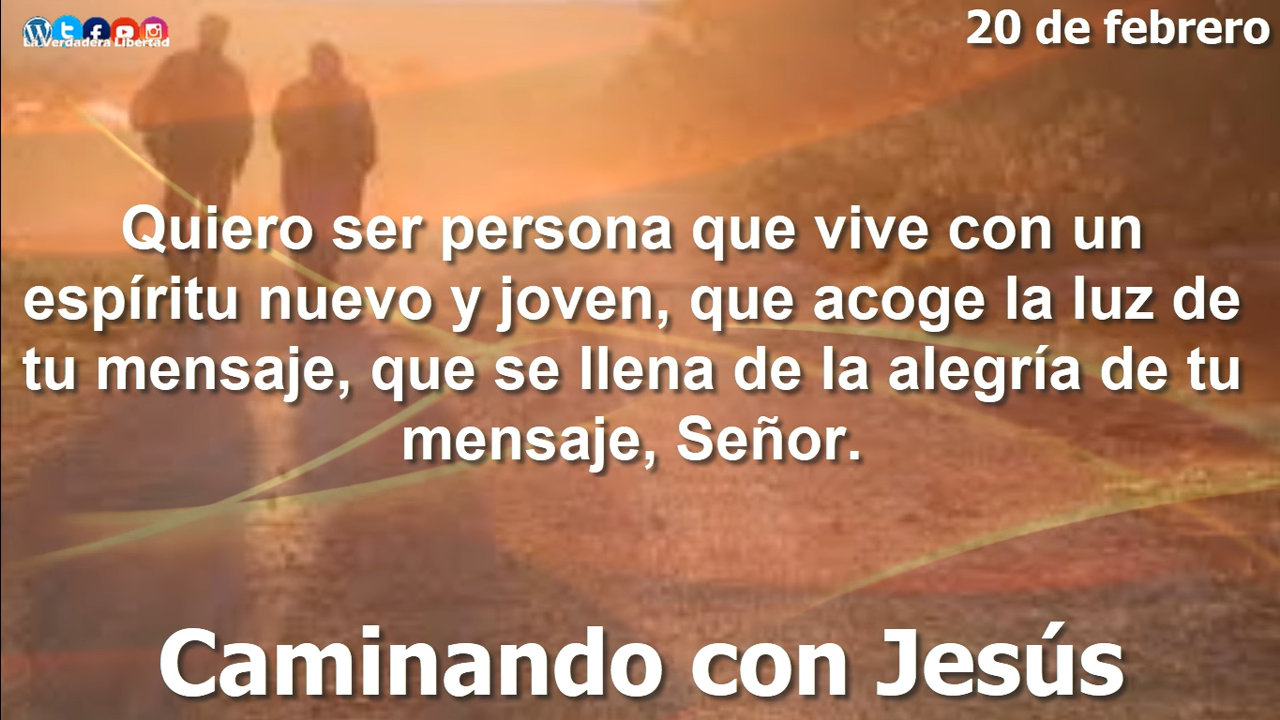 La Verdadera Libertad
20 de febrero
Quiero ser persona que vive con un
espíritu nuevo y joven, que acoge la luz de
tu mensaje, que se llena de la alegría de tu
mensaje, Señor.
Caminando con Jesús